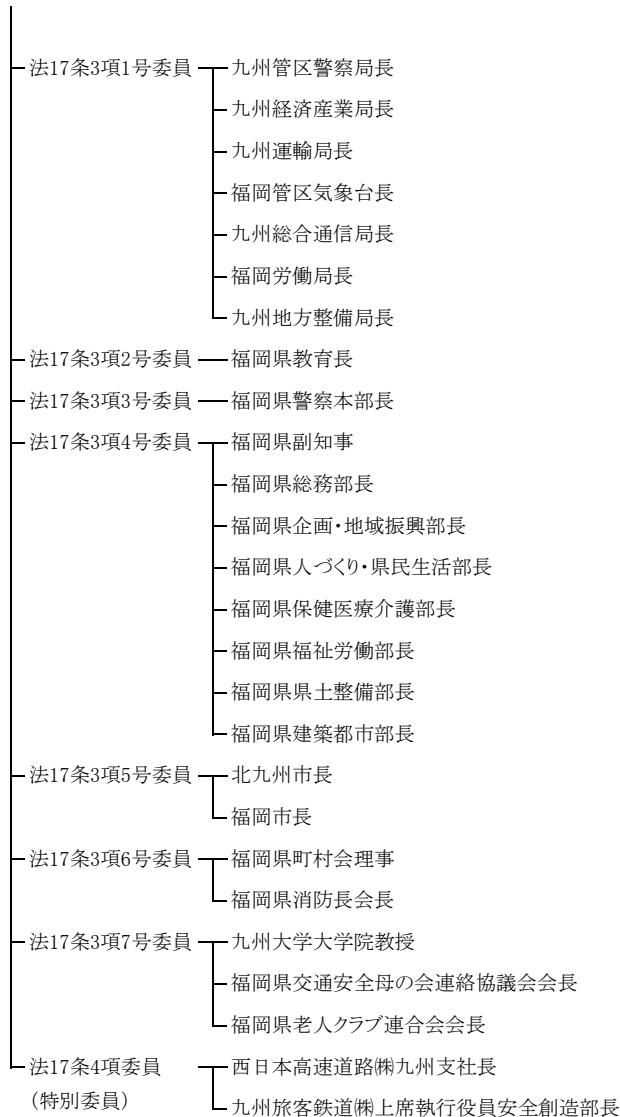 法17条3項1号委員 九州管区警察局長
九州経済産業局長
九州運輸局長
福岡管区気象台長
九州総合通信局長
福岡労働局長
九州地方整備局長
法17条3項2号委員 福岡県教育長
法17条3項3号委員 福岡県警察本部長
法17条3項4号委員 福岡県副知事
福岡県総務部長
福岡県企画・地域振興部長
福岡県人づくり・県民生活部長
福岡県保健医療介護部長
福岡県福祉労働部長
福岡県県土整備部長
福岡県建築都市部長
法17条3項5号委員 北九州市長
福岡市長
法17条3項6号委員 福岡県町村会理事
福岡県消防長会長
法17条3項7号委員 九州大学大学院教授
福岡県交通安全母の会連絡協議会会長
福岡県老人クラブ連合会会長
法17条4項委員 西日本高速道路㈱九州支社長
(特別委員) 九州旅客鉄道㈱上席執行役員安全創造部長